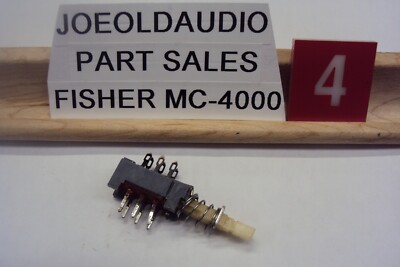 JOEOLDAUDIO
PART SALES
FISHER MC-4000
4